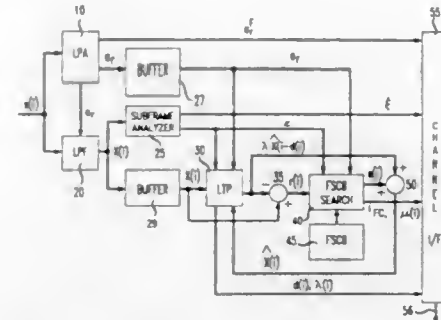 10
55
LPA
BUFFER
27
LPF
20
SUBFRAME
ANALYZER
25
30
BUFFER
29
X(i)
LTP
35
r(i)
FSCB
SEARCH
40
50
45
FSCB
X(i)
d(i), λ(i)
CHANNEL
I/F
56